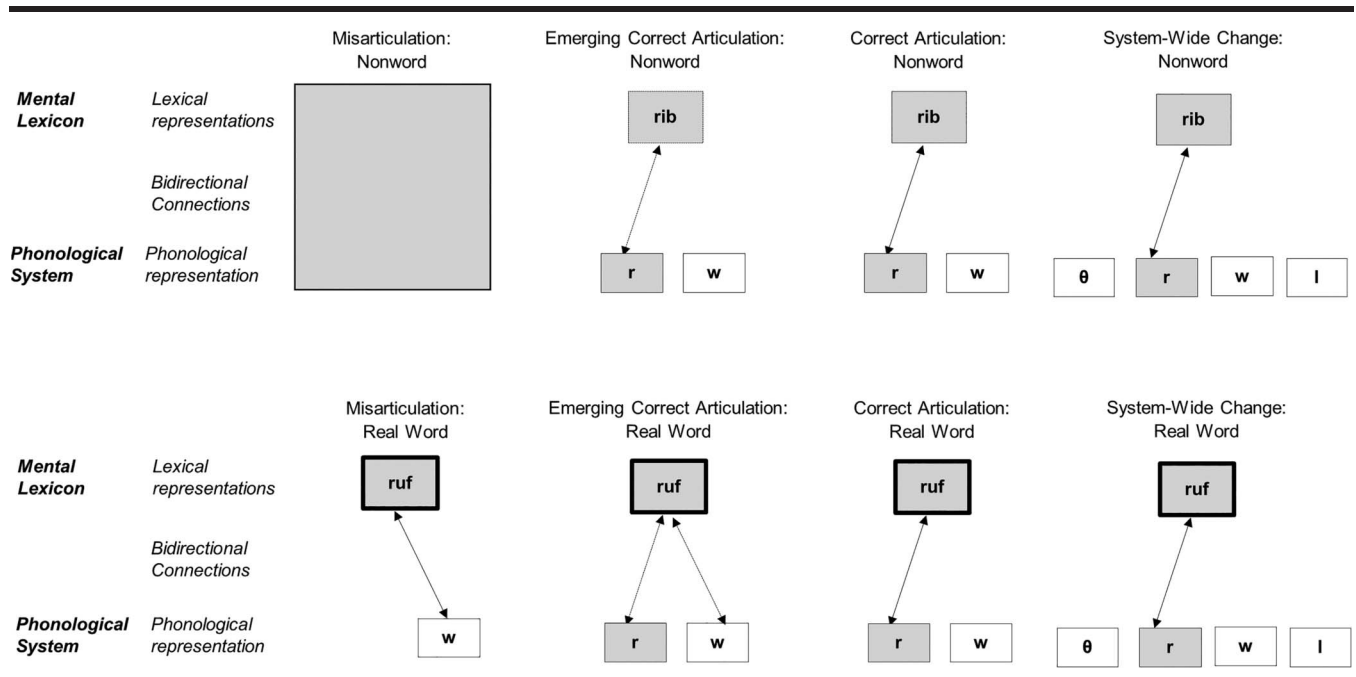 Misarticulation:
Nonword
Emerging Correct Articulation:
Nonword
Correct Articulation:
Nonword
System-Wide Change:
Nonword
Mental
Lexicon
Lexical
representations
rib
rib
rib
Bidirectional
Connections
Phonological
System
Phonological
representation
r
w
r
w
θ
r
w
l
Misarticulation:
Real Word
Emerging Correct Articulation:
Real Word
Correct Articulation:
Real Word
System-Wide Change:
Real Word
Mental
Lexicon
Lexical
representations
ruf
ruf
ruf
ruf
Bidirectional
Connections
Phonological
System
Phonological
representation
w
r
w
r
w
θ
r
w
l